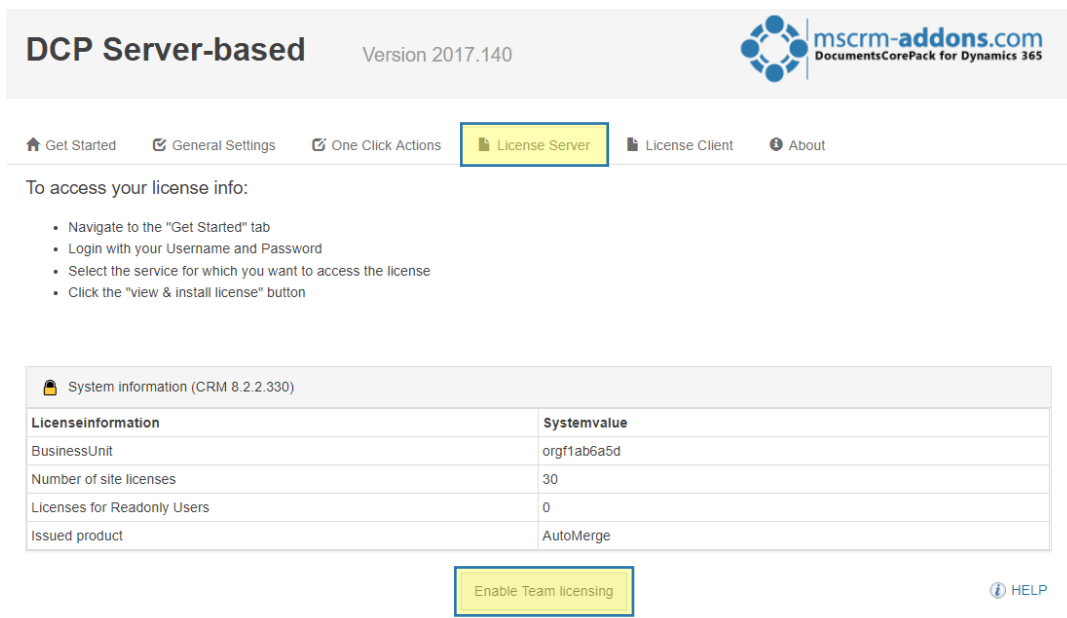 DCP Server-based Version 2017.140
mscrm-addons.com
DocumentsCorePack for Dynamics 365
Get Started General Settings One Click Actions License Server License Client About
To access your license info:
• Navigate to the "Get Started" tab
• Login with your Username and Password
• Select the service for which you want to access the license
• Click the "view & install license" button
System information (CRM 8.2.2.330)
Licenseinformation Systemvalue
BusinessUnit orgf1ab6a5d
Number of site licenses 30
Licenses for Readonly Users 0
Issued product AutoMerge
Enable Team licensing
HELP